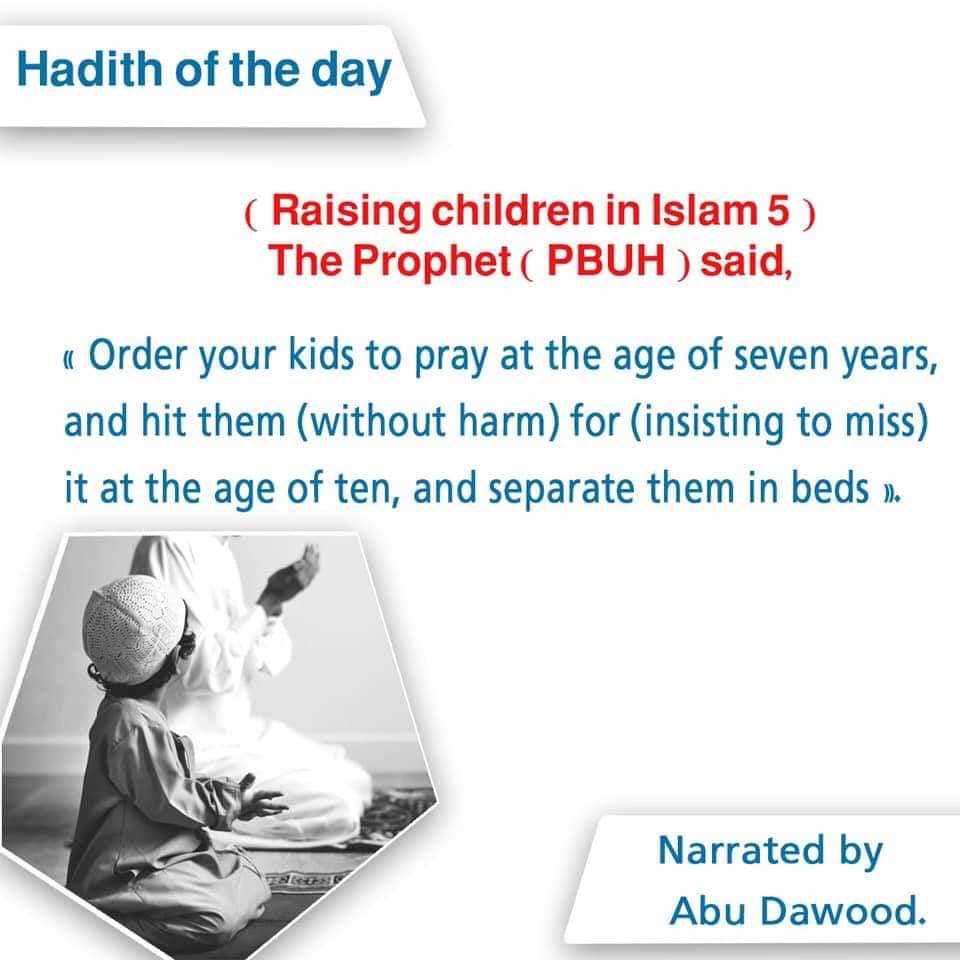 Hadith of the day
( Raising children in Islam 5 )
The Prophet ( PBUH ) said,
« Order your kids to pray at the age of seven years,
and hit them (without harm) for (insisting to miss)
it at the age of ten, and separate them in beds ».
Narrated by
Abu Dawood.